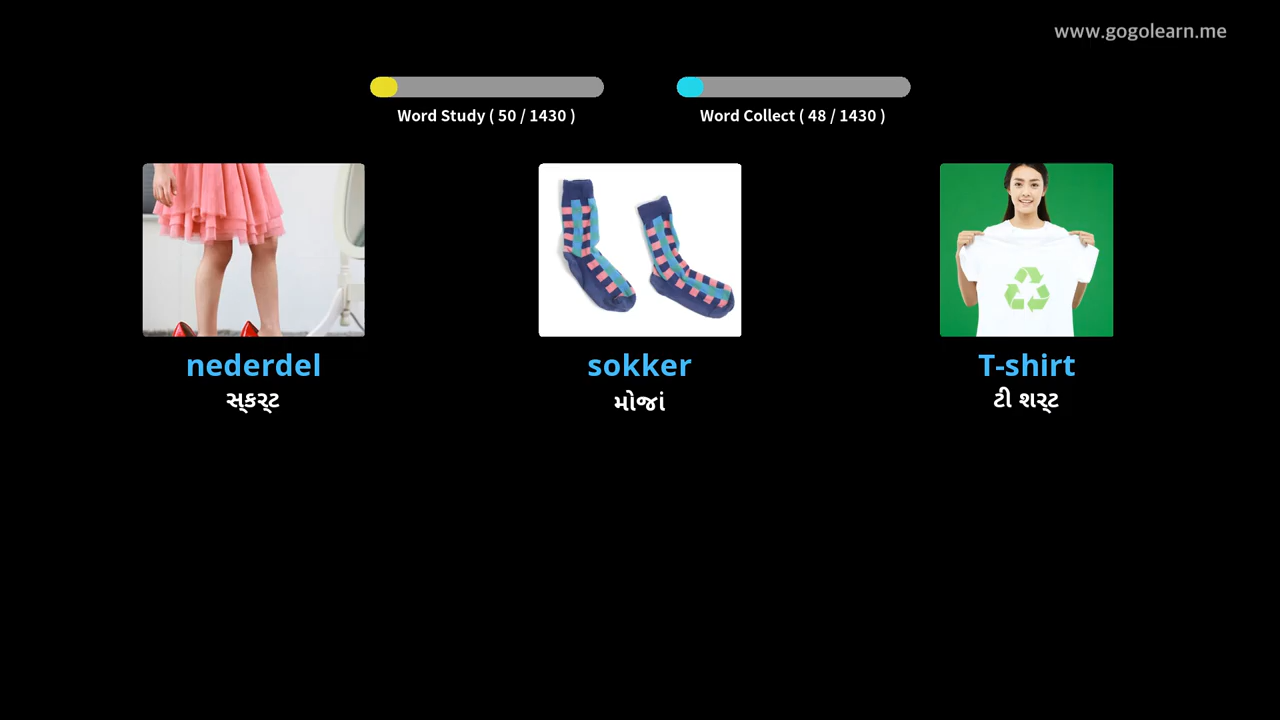 www.gogolearn.me
Word Study ( 50 / 1430 )
Word Collect ( 48 / 1430 )
nederdel
sokker
T-shirt
સ્કર્ટ
મોજાં
ટી શર્ટ